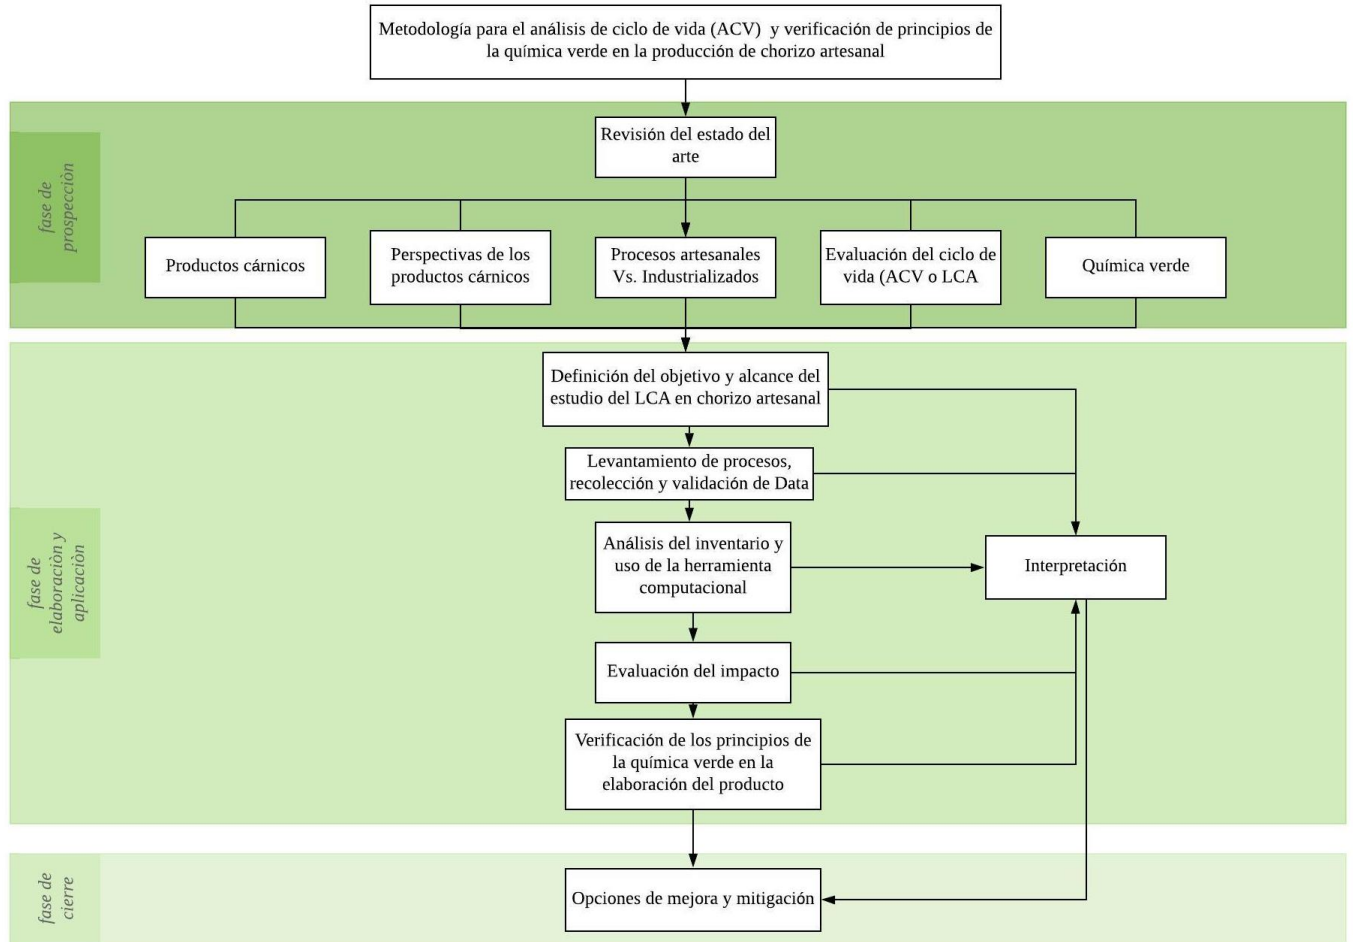 Metodología para el análisis de ciclo de vida (ACV) y verificación de principios de
la química verde en la producción de chorizo artesanal
fase de
prospecciòn
Revisión del estado del
arte
Productos cárnicos
Perspectivas de los
productos cárnicos
Procesos artesanales
Vs. Industrializados
Evaluación del ciclo de
vida (ACV o LCA
Química verde
fase de
elaboraciòn y
aplicaciòn
Definición del objetivo y alcance del
estudio del LCA en chorizo artesanal
Levantamiento de procesos,
recolección y validación de Data
Análisis del inventario y
uso de la herramienta
computacional
Interpretación
Evaluación del impacto
Verificación de los principios de
la química verde en la
elaboración del producto
fase de
cierre
Opciones de mejora y mitigación